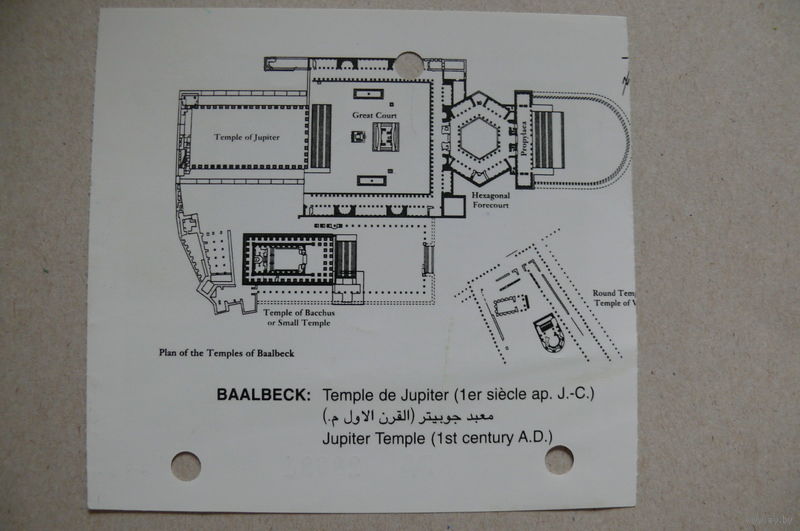 Temple of Jupiter
Great Court
Propylaea
N
Hexagonal
Forecourt
Temple of Bacchus
or Small Temple
Round
Temple of
Plan of the Temples of Baalbeck
BAALBECK: Temple de Jupiter (1er siècle ap. J.-C.)
معبد جوبيتر (القرن الاول م.)
Jupiter Temple (1st century A.D.)